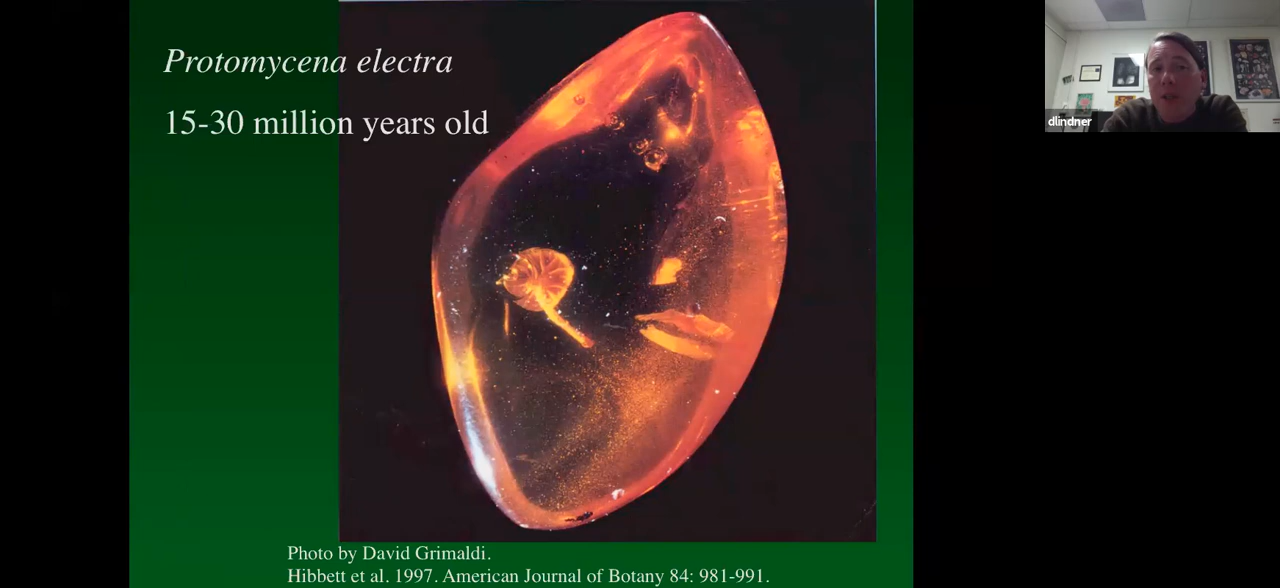 Protomycena electra
15-30 million years old
dlindner
Photo by David Grimaldi.
Hibbett et al. 1997. American Journal of Botany 84: 981-991.